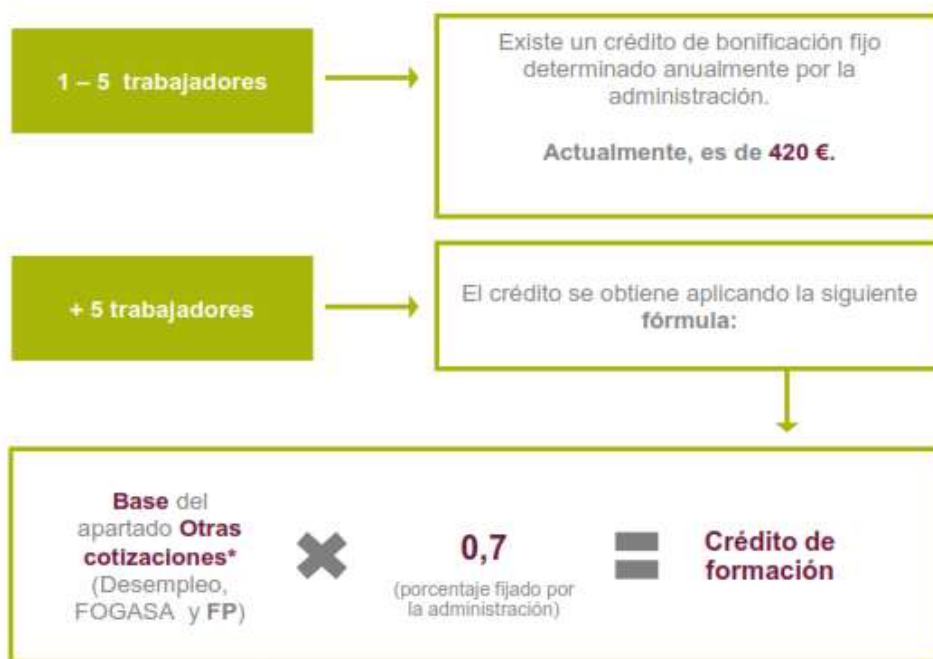 1 – 5 trabajadores
Existe un crédito de bonificación fijo
determinado anualmente por la
administración.
Actualmente, es de 420 €.
+ 5 trabajadores
El crédito se obtiene aplicando la siguiente
fórmula:
Base del
apartado Otras
cotizaciones*
(Desempleo,
FOGASA y FP)
0,7
(porcentaje fijado por
la administración)
Crédito de
formación